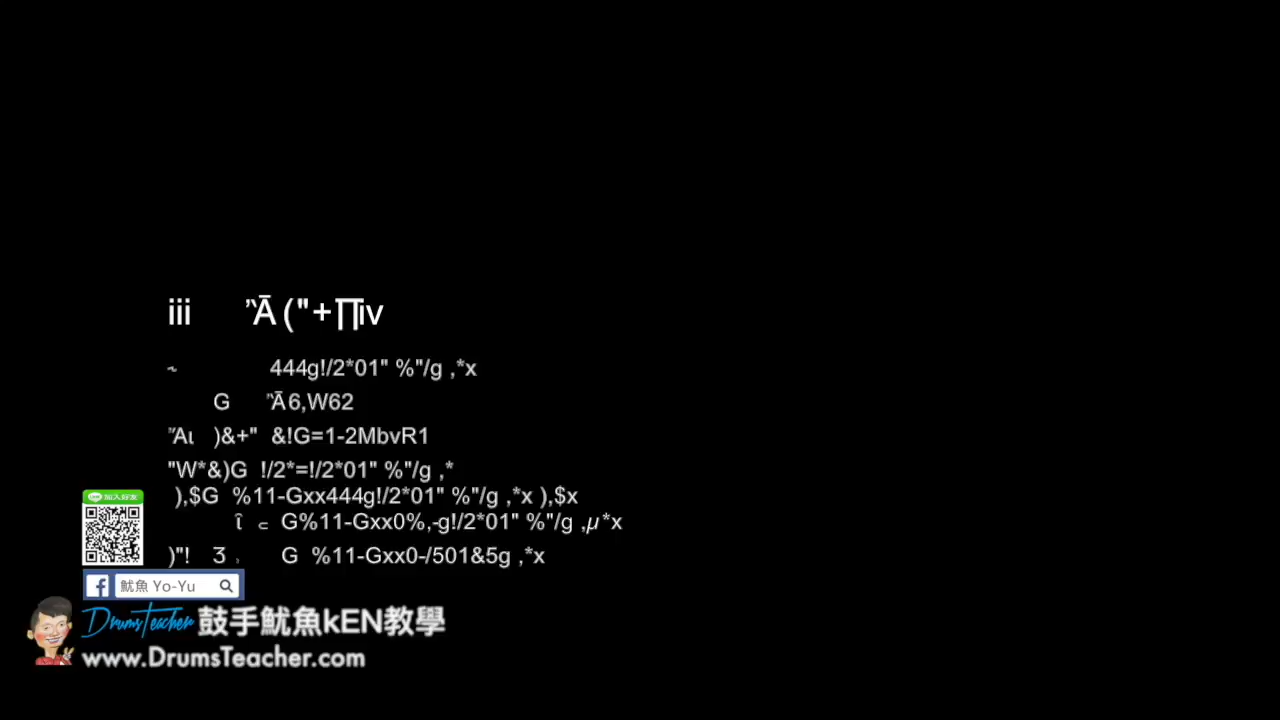 iii ῍Ᾱ ("+∏iv
~ 444g!/2*01" %"/g ,*x
G ῍Ᾱ6,W62
῎Αι )&+" &!G=1-2MbvR1
"W*&)G !/2*=!/2*01" %"/g ,*
),$G %11-Gxx444g!/2*01" %"/g ,*x ),$x
ῖ ⊂ G%11-Gxx0%,-g!/2*01" %"/g ,μ*x
)"! Ʒ , G %11-Gxx0-/501&5g ,*x
加入好友
魷魚 Yo-Yu
DrumsTeacher 鼓手魷魚kEN教學
www.DrumsTeacher.com